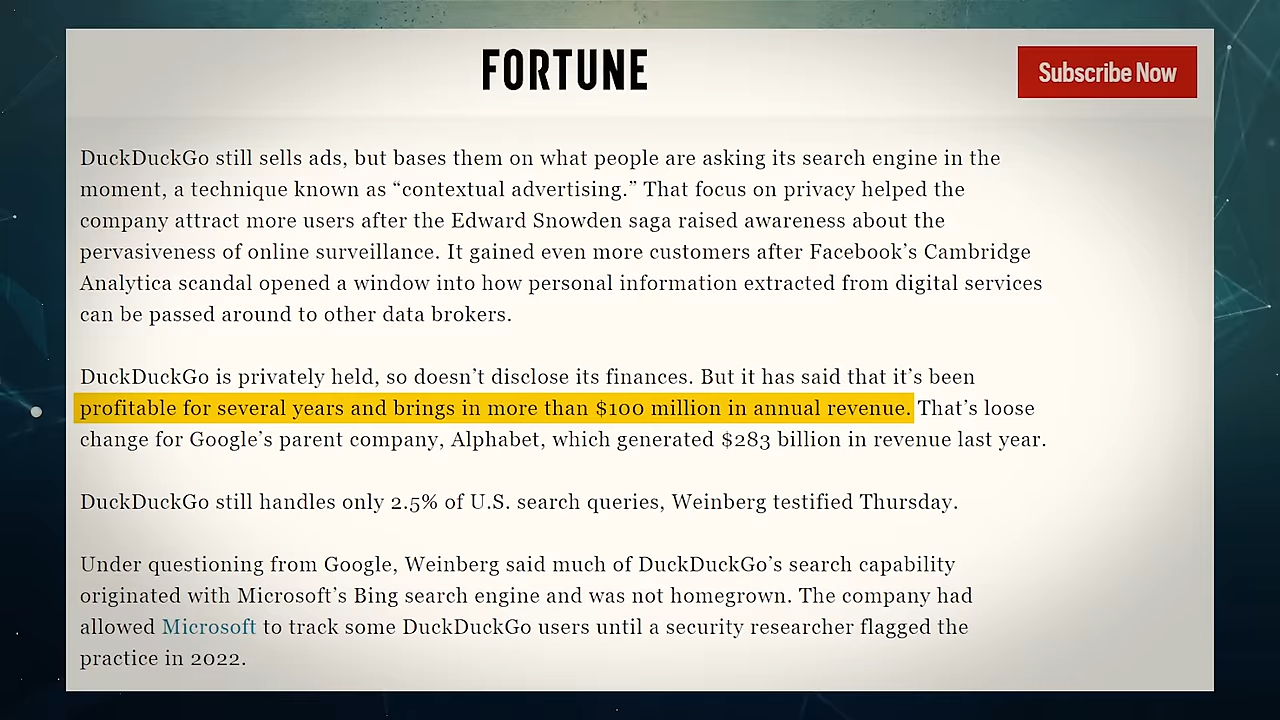 FORTUNE
Subscribe Now
DuckDuckGo still sells ads, but bases them on what people are asking its search engine in the
moment, a technique known as “contextual advertising.” That focus on privacy helped the
company attract more users after the Edward Snowden saga raised awareness about the
pervasiveness of online surveillance. It gained even more customers after Facebook’s Cambridge
Analytica scandal opened a window into how personal information extracted from digital services
can be passed around to other data brokers.
DuckDuckGo is privately held, so doesn’t disclose its finances. But it has said that it’s been
profitable for several years and brings in more than $100 million in annual revenue. That’s loose
change for Google’s parent company, Alphabet, which generated $283 billion in revenue last year.
DuckDuckGo still handles only 2.5% of U.S. search queries, Weinberg testified Thursday.
Under questioning from Google, Weinberg said much of DuckDuckGo’s search capability
originated with Microsoft’s Bing search engine and was not homegrown. The company had
allowed Microsoft to track some DuckDuckGo users until a security researcher flagged the
practice in 2022.